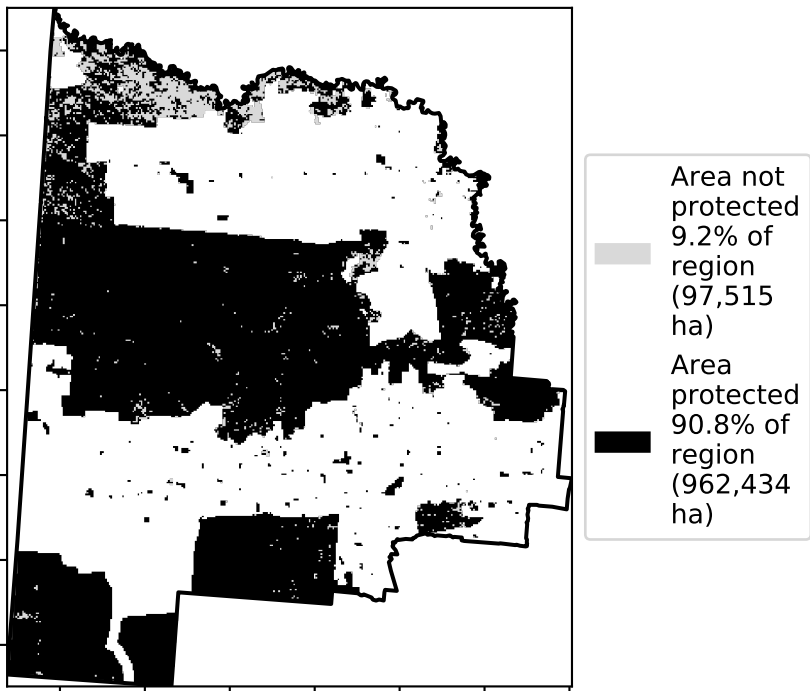 Area not
protected
9.2% of
region
(97,515
ha)
Area
protected
90.8% of
region
(962,434
ha)